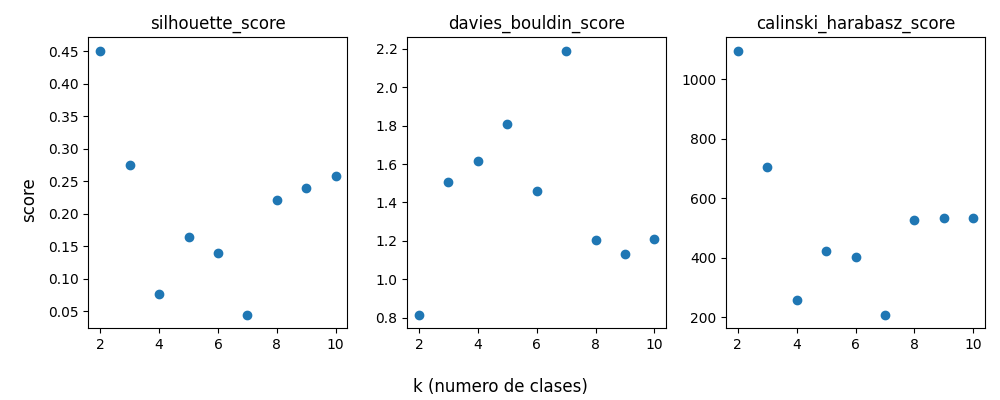 silhouette_score
davies_bouldin_score
calinski_harabasz_score
score
0.45
0.40
0.35
0.30
0.25
0.20
0.15
0.10
0.05
2 4 6 8 10
2.2
2.0
1.8
1.6
1.4
1.2
1.0
0.8
2 4 6 8 10
1000
800
600
400
200
2 4 6 8 10
k (numero de clases)